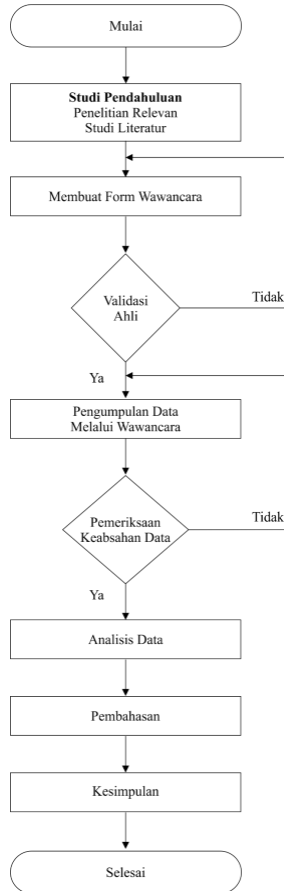 Mulai
Studi Pendahuluan
Penelitian Relevan
Studi Literatur
Membuat Form Wawancara
Validasi
Ahli
Tidak
Ya
Pengumpulan Data
Melalui Wawancara
Pemeriksaan
Keabsahan Data
Tidak
Ya
Analisis Data
Pembahasan
Kesimpulan
Selesai